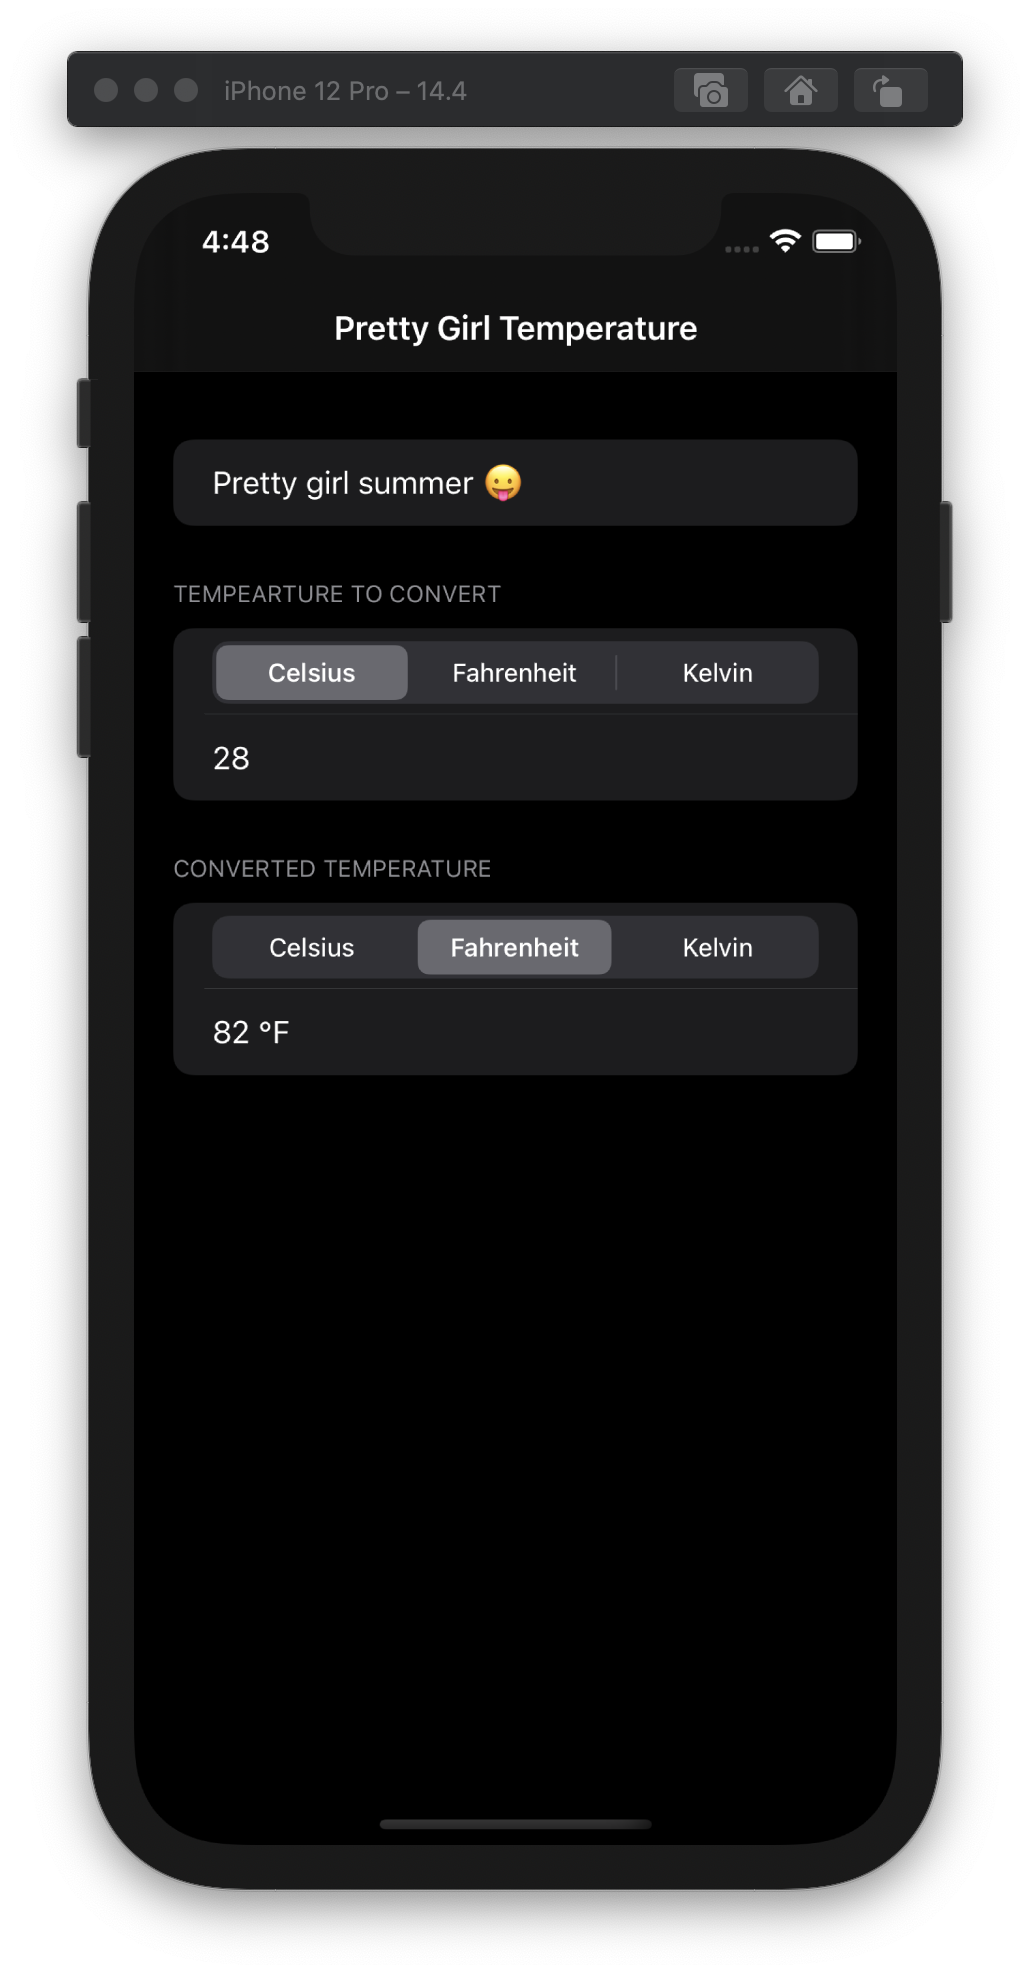 iPhone 12 Pro – 14.4
4:48
Pretty Girl Temperature
Pretty girl summer 😛
TEMPEARTURE TO CONVERT
Celsius Fahrenheit Kelvin
28
CONVERTED TEMPERATURE
Celsius Fahrenheit Kelvin
82 °F